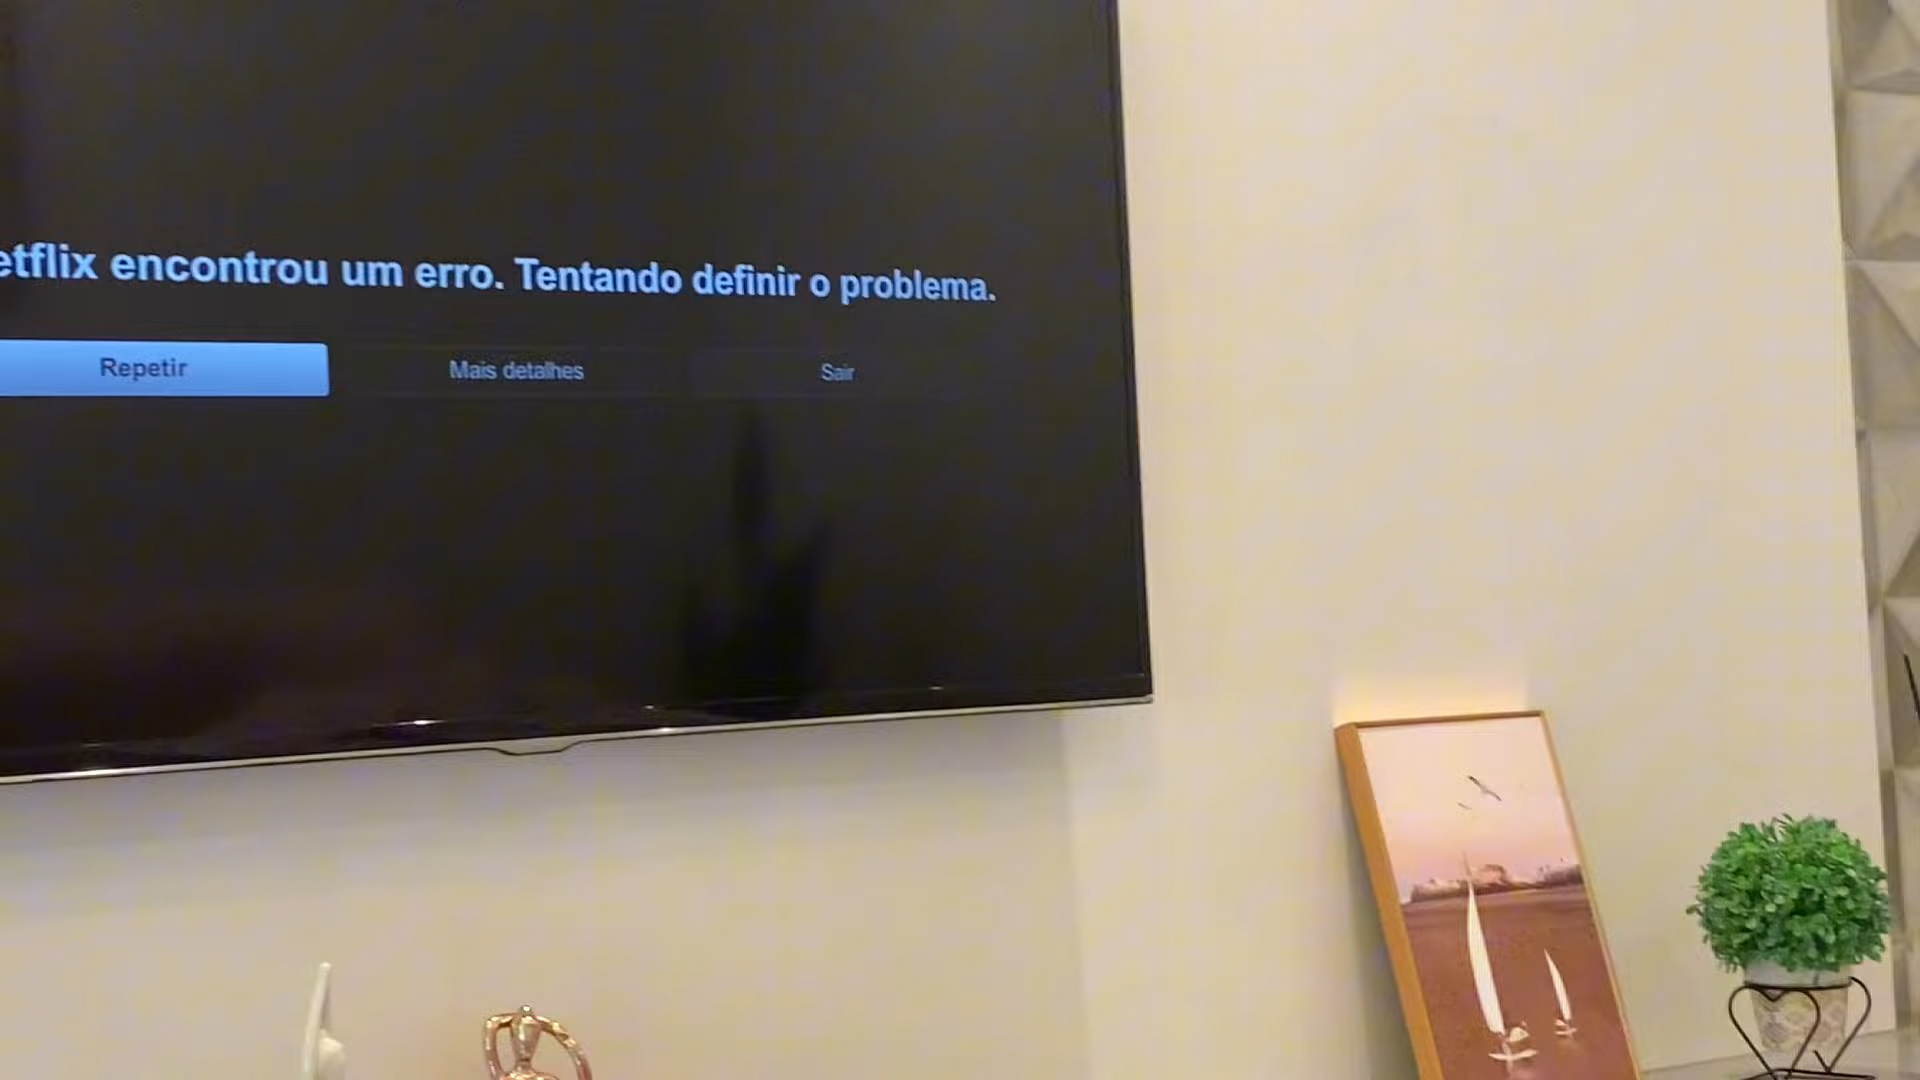 etflix encontrou um erro. Tentando definir o problema.
Repetir Mais detalhes Sair